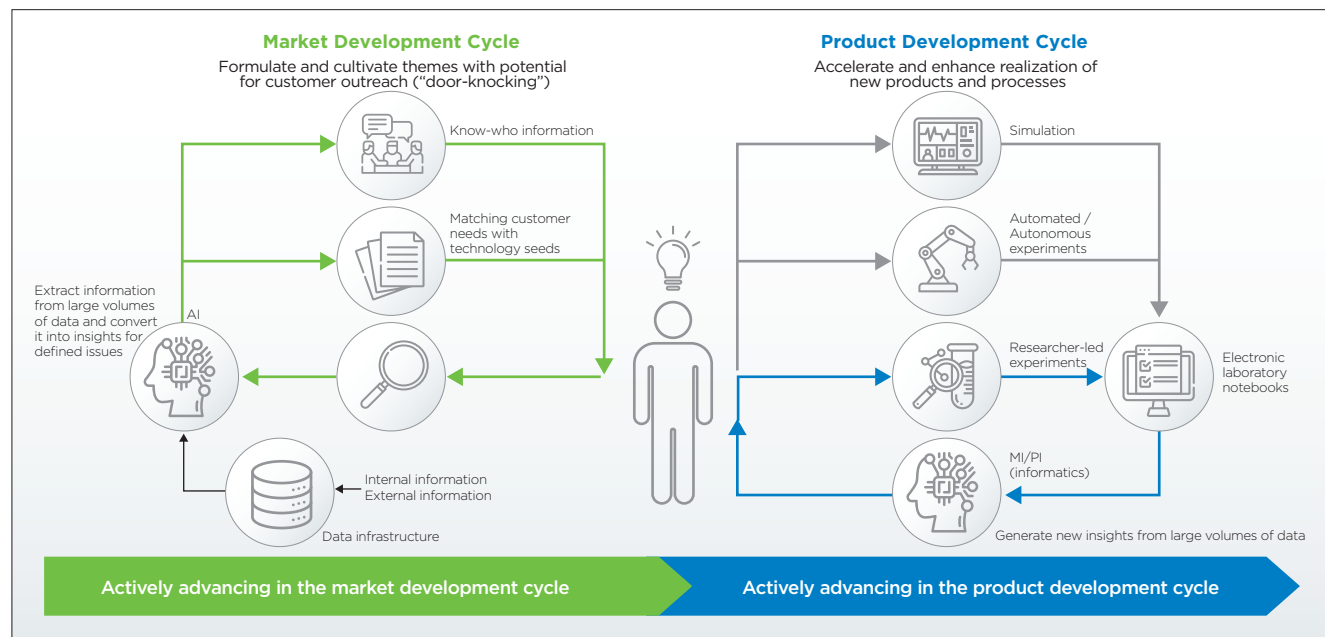 Market Development Cycle
Formulate and cultivate themes with potential
for customer outreach (“door-knocking”)
Know-who information
Matching customer
needs with
technology seeds
Extract information
from large volumes
of data and convert
it into insights for
defined issues
AI
Internal information
External information
Data infrastructure
Product Development Cycle
Accelerate and enhance realization of
new products and processes
Simulation
Automated /
Autonomous
experiments
Researcher-led
experiments
Electronic
laboratory
notebooks
MI/PI
(informatics)
Generate new insights from large volumes of data
Actively advancing in the market development cycle
Actively advancing in the product development cycle